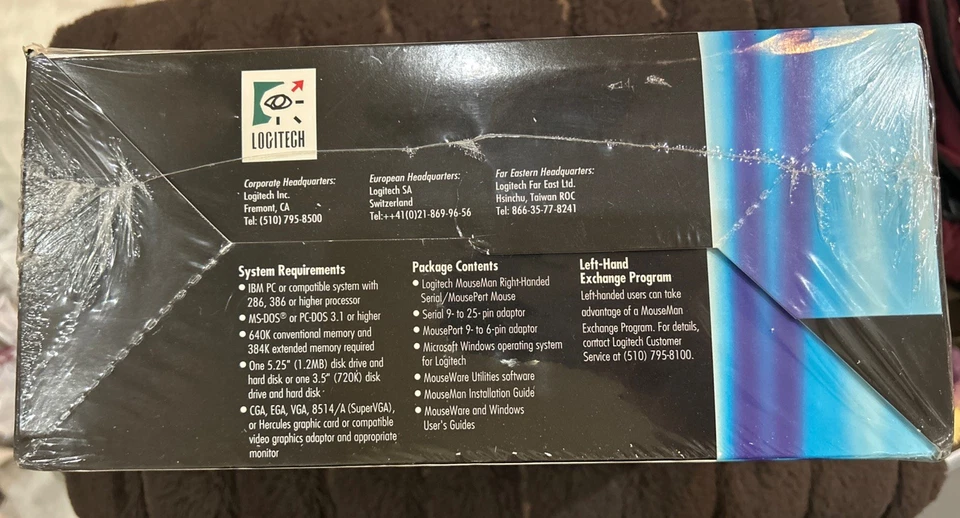 LOGITECH
Corporate Headquarters:
Logitech Inc.
Fremont, CA
Tel: (510) 795-8500
European Headquarters:
Logitech SA
Switzerland
Tel:++41(0)21-869-96-56
Far Eastern Headquarters:
Logitech Far East Ltd.
Hsinchu, Taiwan ROC
Tel: 866-35-77-8241
System Requirements
• IBM PC or compatible system with
286, 386 or higher processor
• MS-DOS® or PC-DOS 3.1 or higher
• 640K conventional memory and
384K extended memory required
• One 5.25" (1.2MB) disk drive and
hard disk or one 3.5" (720K) disk
drive and hard disk
• CGA, EGA, VGA, 8514/A (SuperVGA),
or Hercules graphic card or compatible
video graphics adaptor and appropriate
monitor
Package Contents
• Logitech MouseMan Right-Handed
Serial/MousePort Mouse
• Serial 9- to 25-pin adaptor
• MousePort 9- to 6-pin adaptor
• Microsoft Windows operating system
for Logitech
• MouseWare Utilities software
• MouseMan Installation Guide
• MouseWare and Windows
User's Guides
Left-Hand
Exchange Program
Left-handed users can take
advantage of a MouseMan
Exchange Program. For details,
contact Logitech Customer
Service at (510) 795-8100.